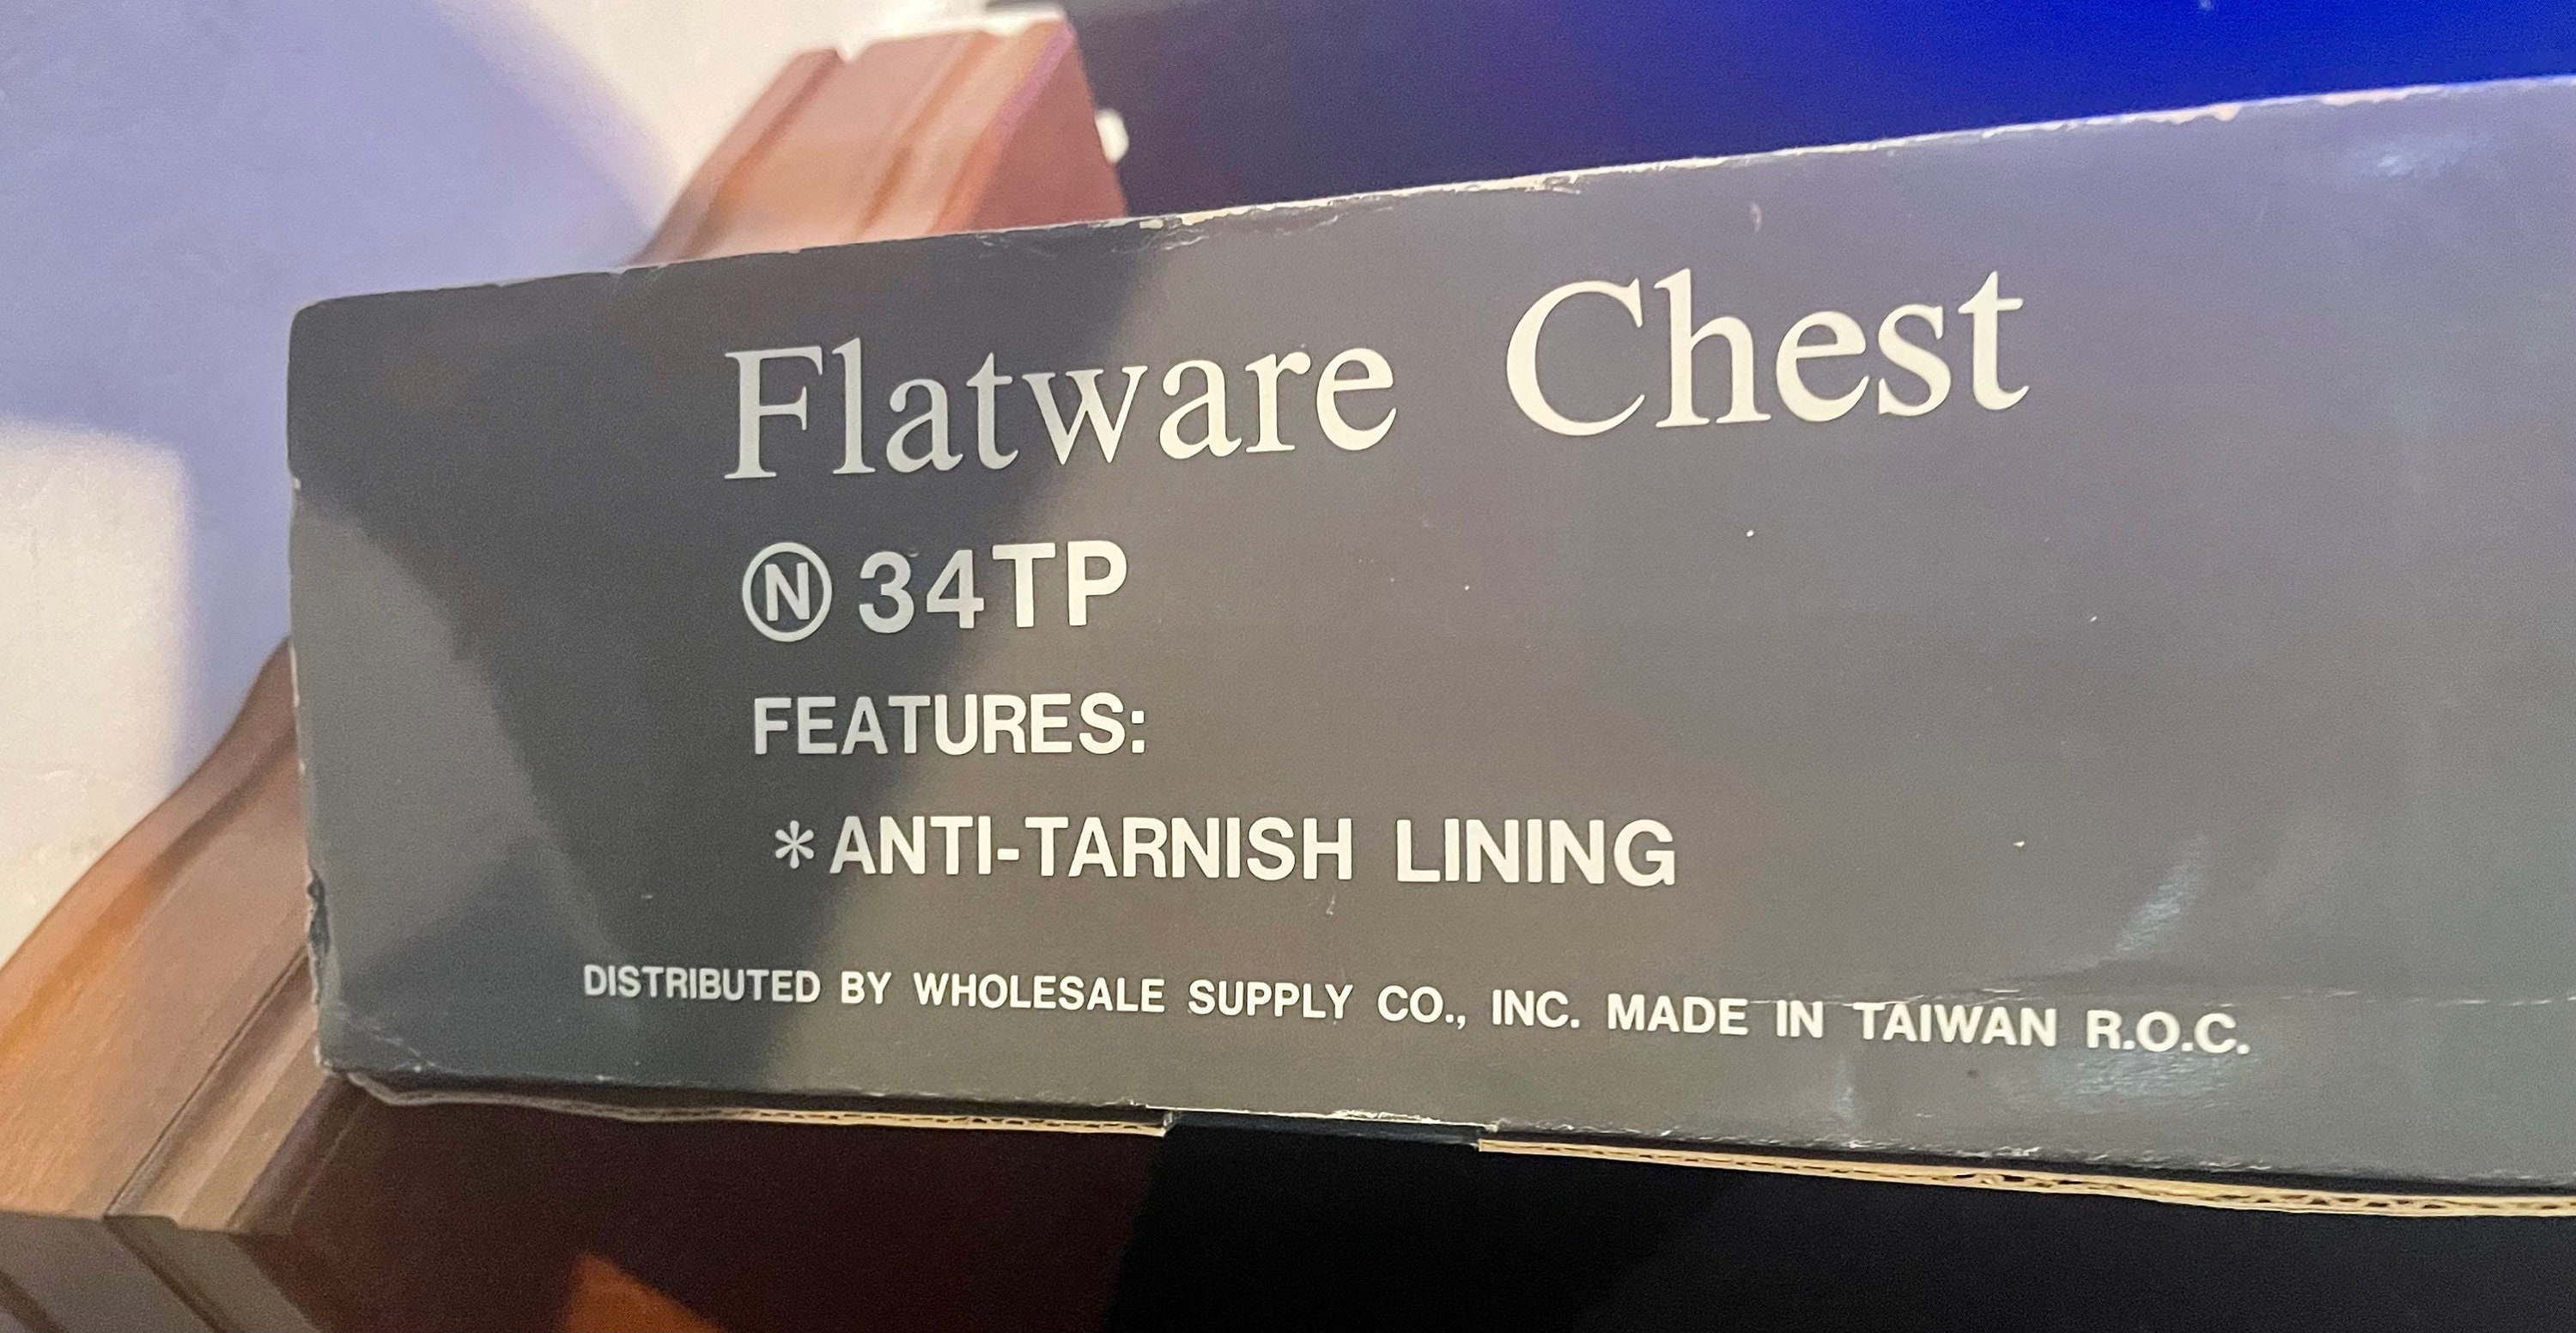 Flatware Chest
Ⓝ 34TP
FEATURES:
*ANTI-TARNISH LINING
DISTRIBUTED BY WHOLESALE SUPPLY CO., INC. MADE IN TAIWAN R.O.C.